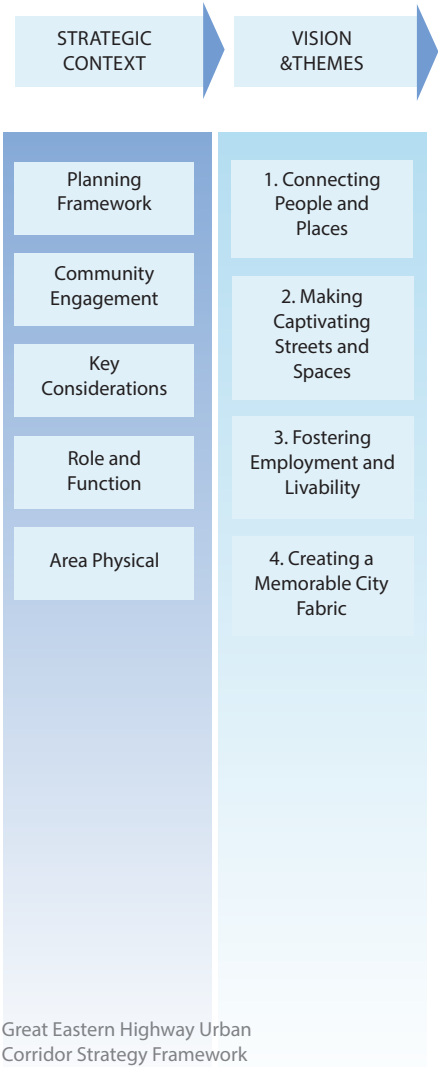 STRATEGIC
CONTEXT
VISION
&THEMES
Planning
Framework
Community
Engagement
Key
Considerations
Role and
Function
Area Physical
1. Connecting
People and
Places
2. Making
Captivating
Streets and
Spaces
3. Fostering
Employment and
Livability
4. Creating a
Memorable City
Fabric
Great Eastern Highway Urban
Corridor Strategy Framework